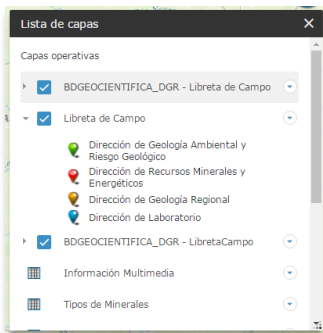 Lista de capas
Capas operativas
BDGEOCIENTIFICA_DGR - Libreta de Campo
Libreta de Campo
Dirección de Geología Ambiental y
Riesgo Geológico
Dirección de Recursos Minerales y
Energéticos
Dirección de Geología Regional
Dirección de Laboratorio
BDGEOCIENTIFICA_DGR - LibretaCampo
Información Multimedia
Tipos de Minerales